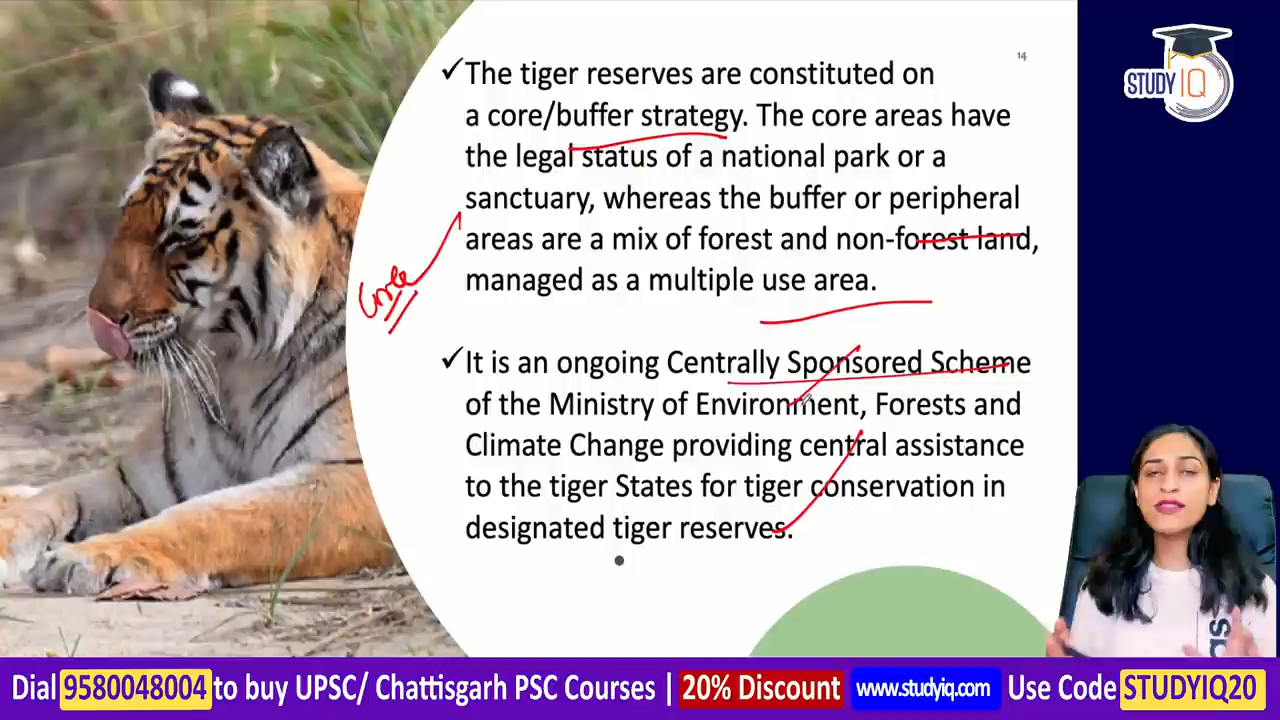 14
STUDY IQ
✓The tiger reserves are constituted on
a core/buffer strategy. The core areas have
the legal status of a national park or a
sanctuary, whereas the buffer or peripheral
areas are a mix of forest and non-forest land,
managed as a multiple use area.
✓It is an ongoing Centrally Sponsored Scheme
of the Ministry of Environment, Forests and
Climate Change providing central assistance
to the tiger States for tiger conservation in
designated tiger reserves.
Dial 9580048004 to buy UPSC/ Chattisgarh PSC Courses | 20% Discount www.studyiq.com Use Code STUDYIQ20